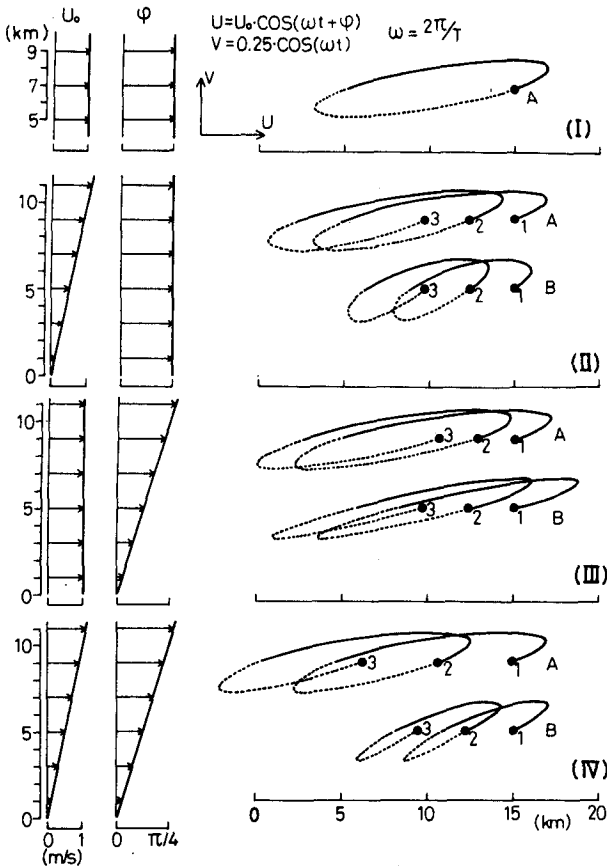 (km) U₀ φ
U=U₀·COS(ωt+φ)
V=0.25·COS(ωt)
ω=2π/T
V
U
9
7
5
A
(I)
10
5
0
3 2 1 A
3 2 1 B
(II)
10
5
0
3 2 1 A
3 2 1 B
(III)
10
5
0
3 2 1 A
3 2 1 B
(IV)
0 1 0 π/4
(m/s)
0 5 10 15 20
(km)